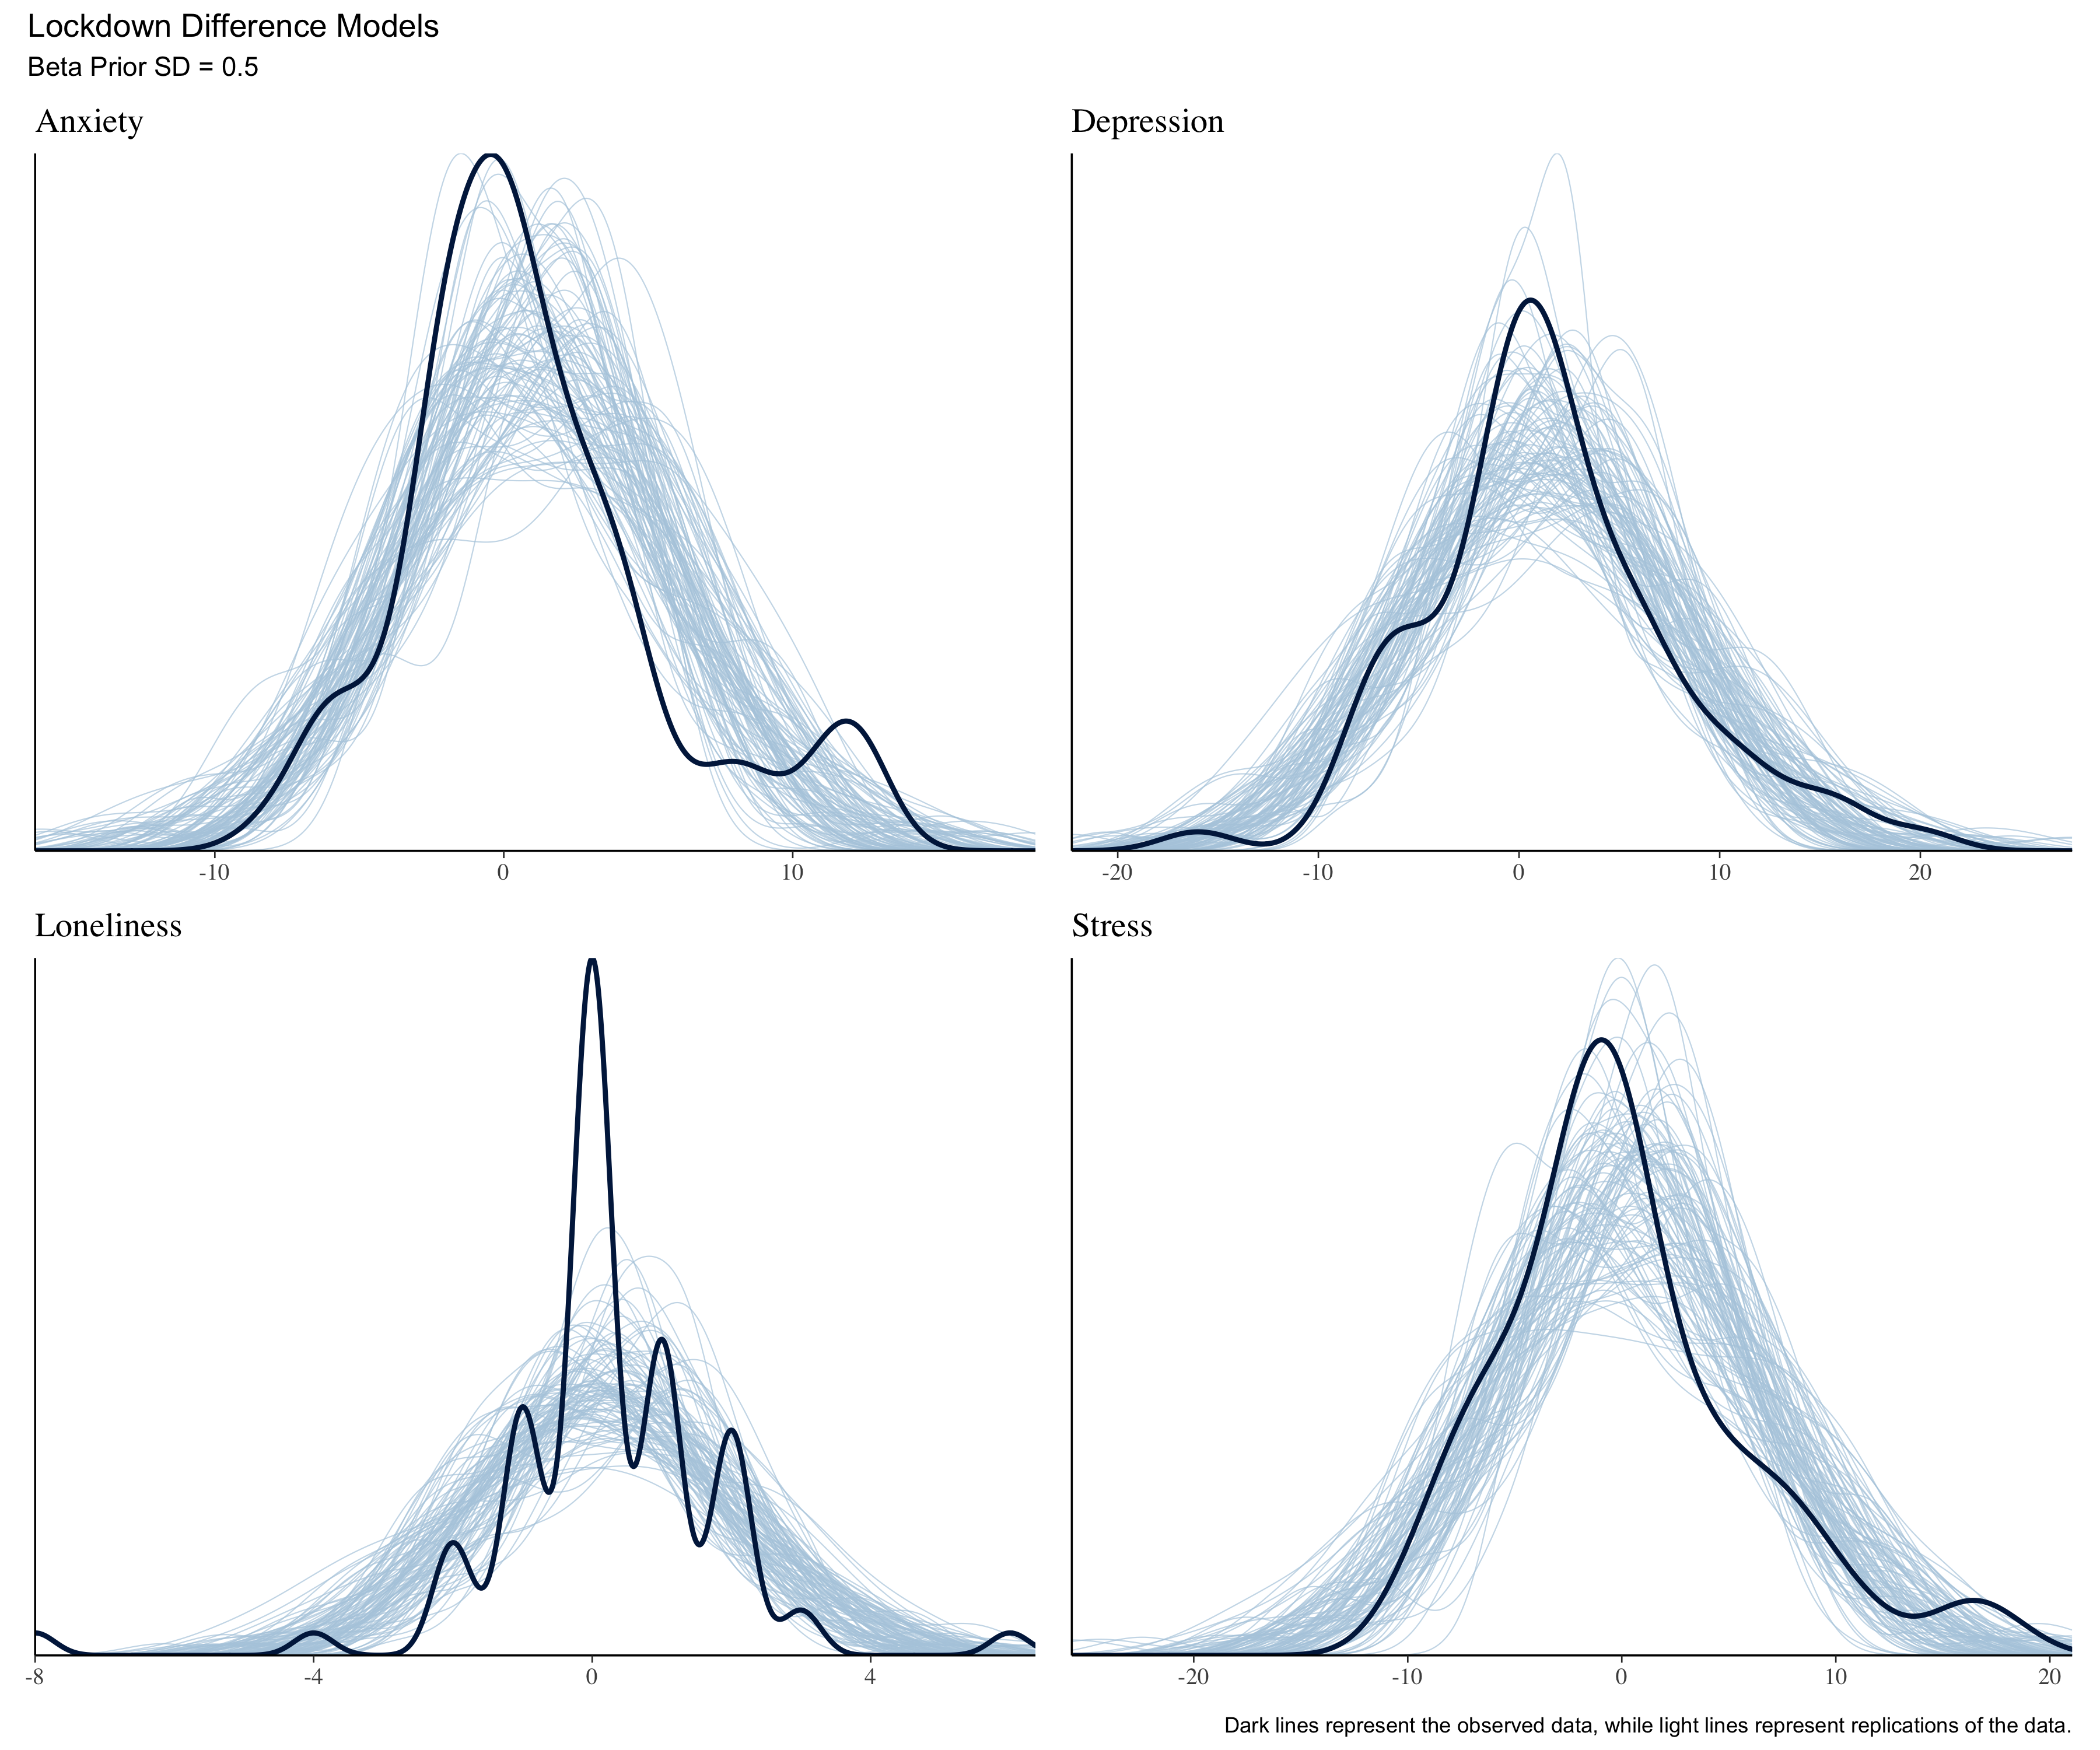 Lockdown Difference Models
Beta Prior SD = 0.5
Anxiety
Depression
-10 0 10
-20 -10 0 10 20
Loneliness
Stress
-8 -4 0 4
-20 -10 0 10 20
Dark lines represent the observed data, while light lines represent replications of the data.